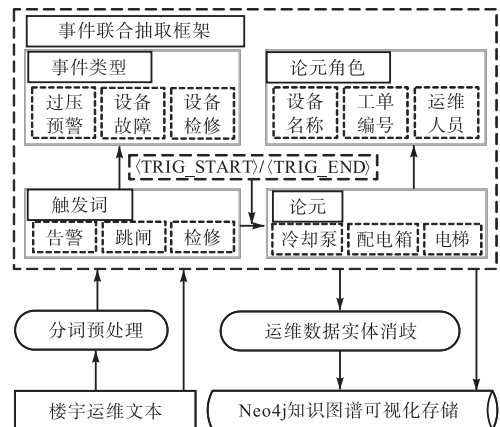 事件联合抽取框架
事件类型
过压预警 设备故障 设备检修
论元角色
设备名称 工单编号 运维人员
〈TRIG_START〉/〈TRIG_END〉
触发词
告警 跳闸 检修
论元
冷却泵 配电箱 电梯
分词预处理
运维数据实体消歧
楼宇运维文本
Neo4j知识图谱可视化存储